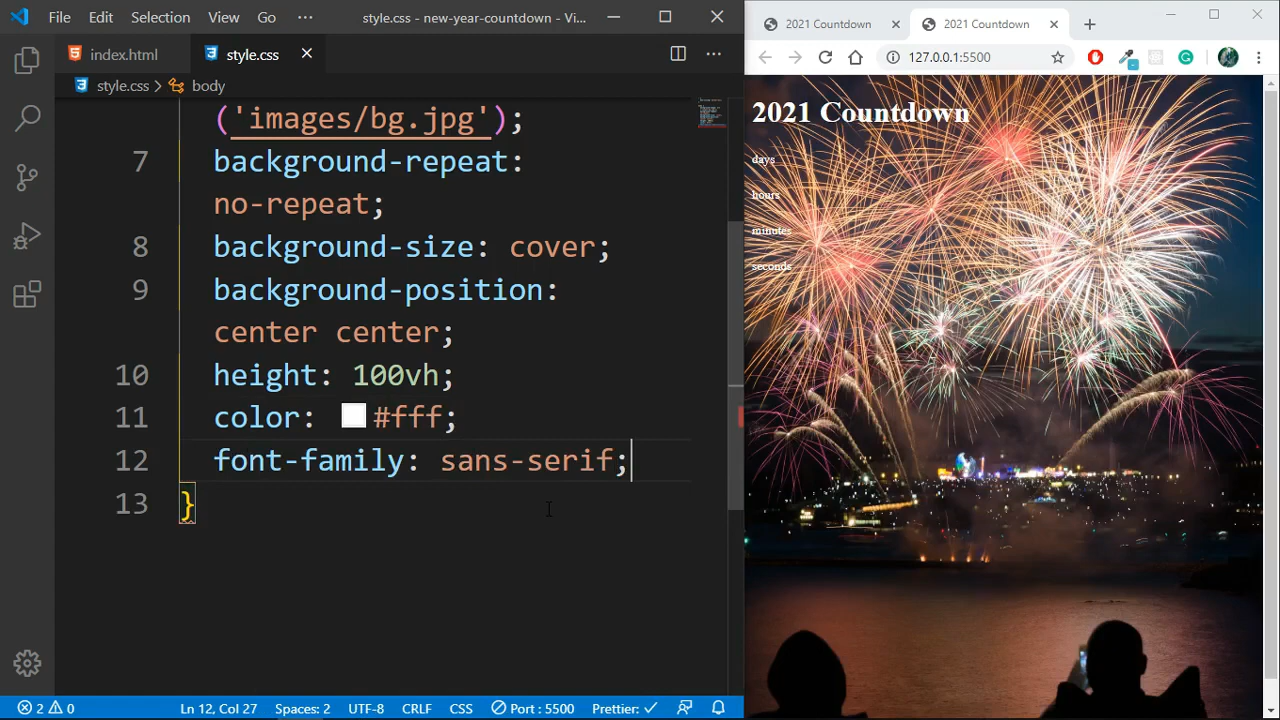 File Edit Selection View Go ··· style.css - new-year-countdown - Vi...
index.html style.css
style.css > body
('images/bg.jpg');
7 background-repeat:
no-repeat;
8 background-size: cover;
9 background-position:
center center;
10 height: 100vh;
11 color: #fff;
12 font-family: sans-serif;
13 }
2 0 Ln 12, Col 27 Spaces: 2 UTF-8 CRLF CSS Port : 5500 Prettier: ✓
2021 Countdown 2021 Countdown
127.0.0.1:5500
2021 Countdown
days
hours
minutes
seconds